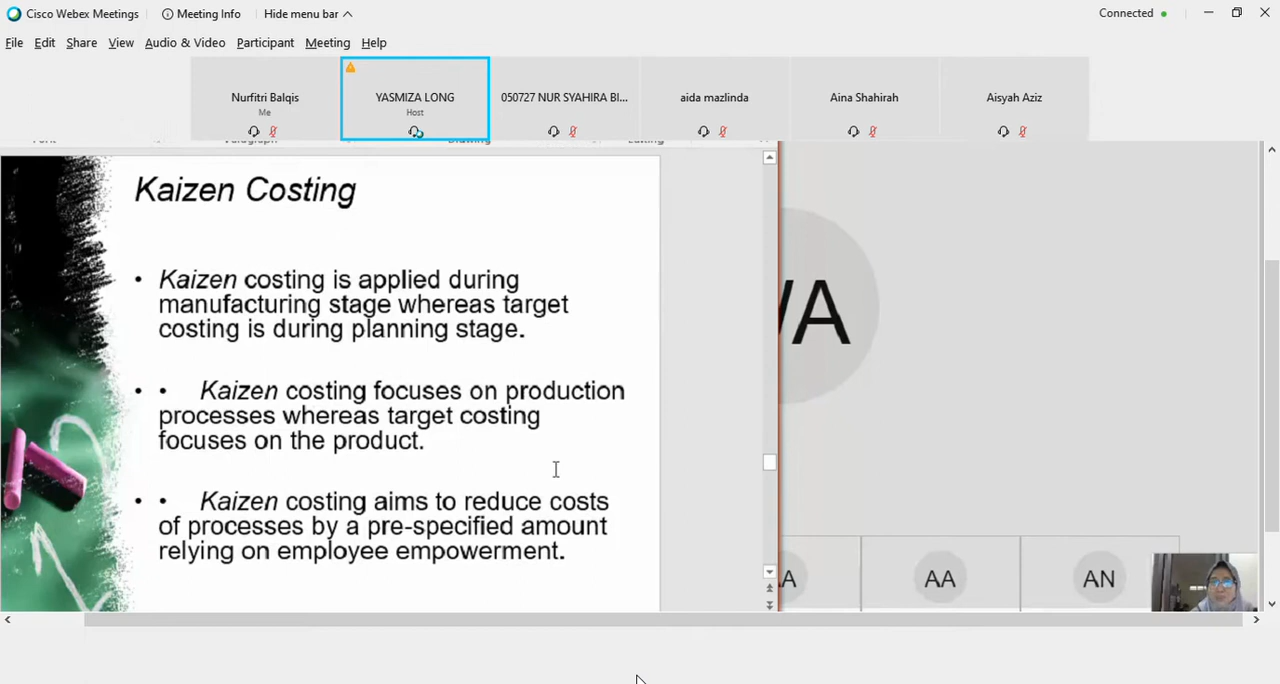 Cisco Webex Meetings Meeting Info Hide menu bar Connected
File Edit Share View Audio & Video Participant Meeting Help
Nurfitri Balqis
Me
YASMIZA LONG
Host
050727 NUR SYAHIRA BI...
aida mazlinda
Aina Shahirah
Aisyah Aziz
Kaizen Costing
• Kaizen costing is applied during
manufacturing stage whereas target
costing is during planning stage.
• • Kaizen costing focuses on production
processes whereas target costing
focuses on the product.
• • Kaizen costing aims to reduce costs
of processes by a pre-specified amount
relying on employee empowerment.
AA
AN